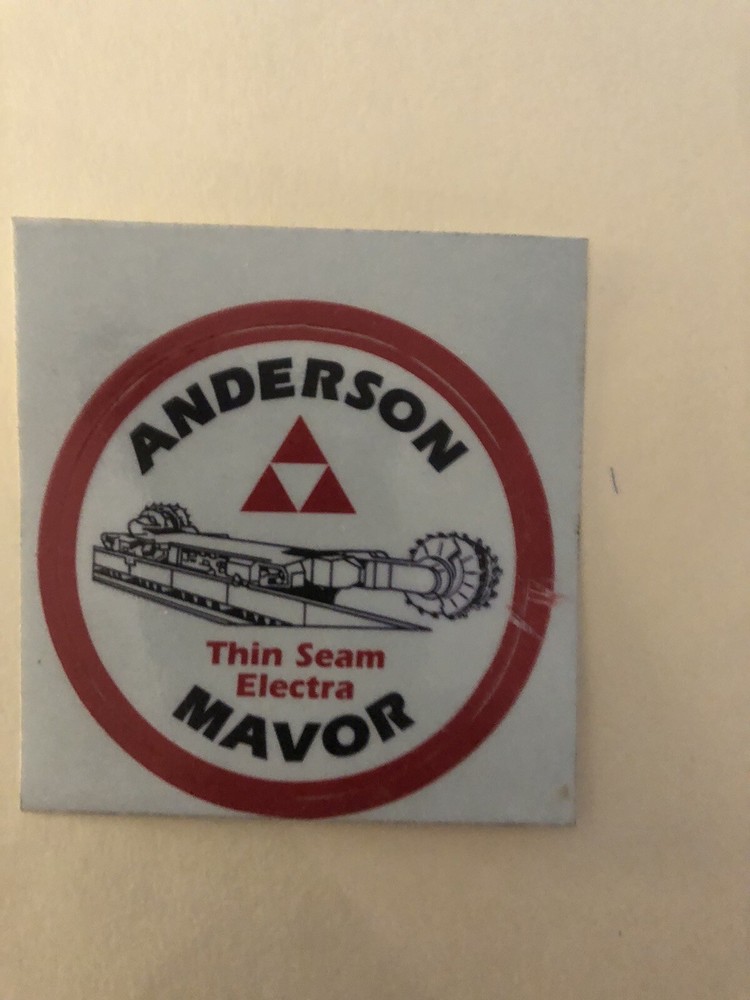 ANDERSON
Thin Seam
Electra
MAVOR